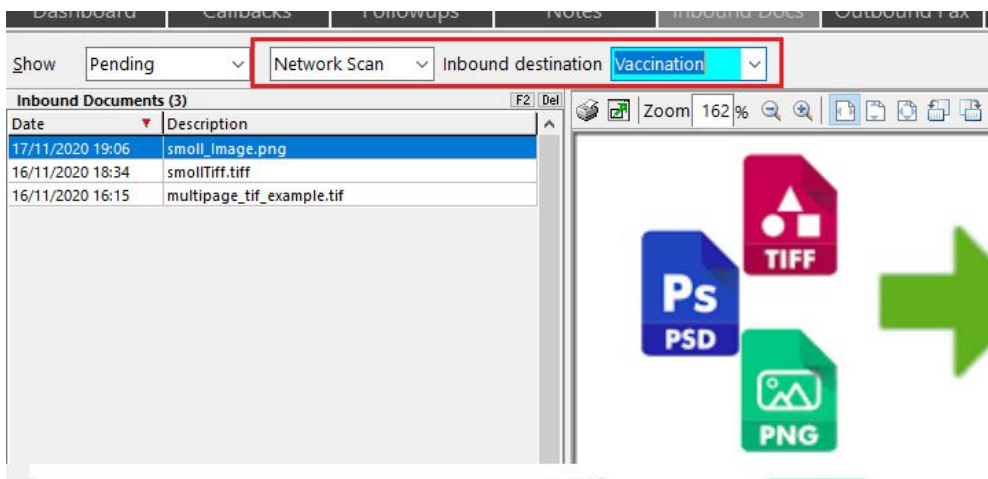 Dashboard Callbacks Followups Notes Inbound Docs Outbound Fax
Show Pending Network Scan Inbound destination Vaccination
Inbound Documents (3) F2 Del
Zoom 162 %
Date Description
17/11/2020 19:06 smoll_Image.png
16/11/2020 18:34 smollTiff.tiff
16/11/2020 16:15 multipage_tif_example.tif
TIFF
Ps
PSD
PNG